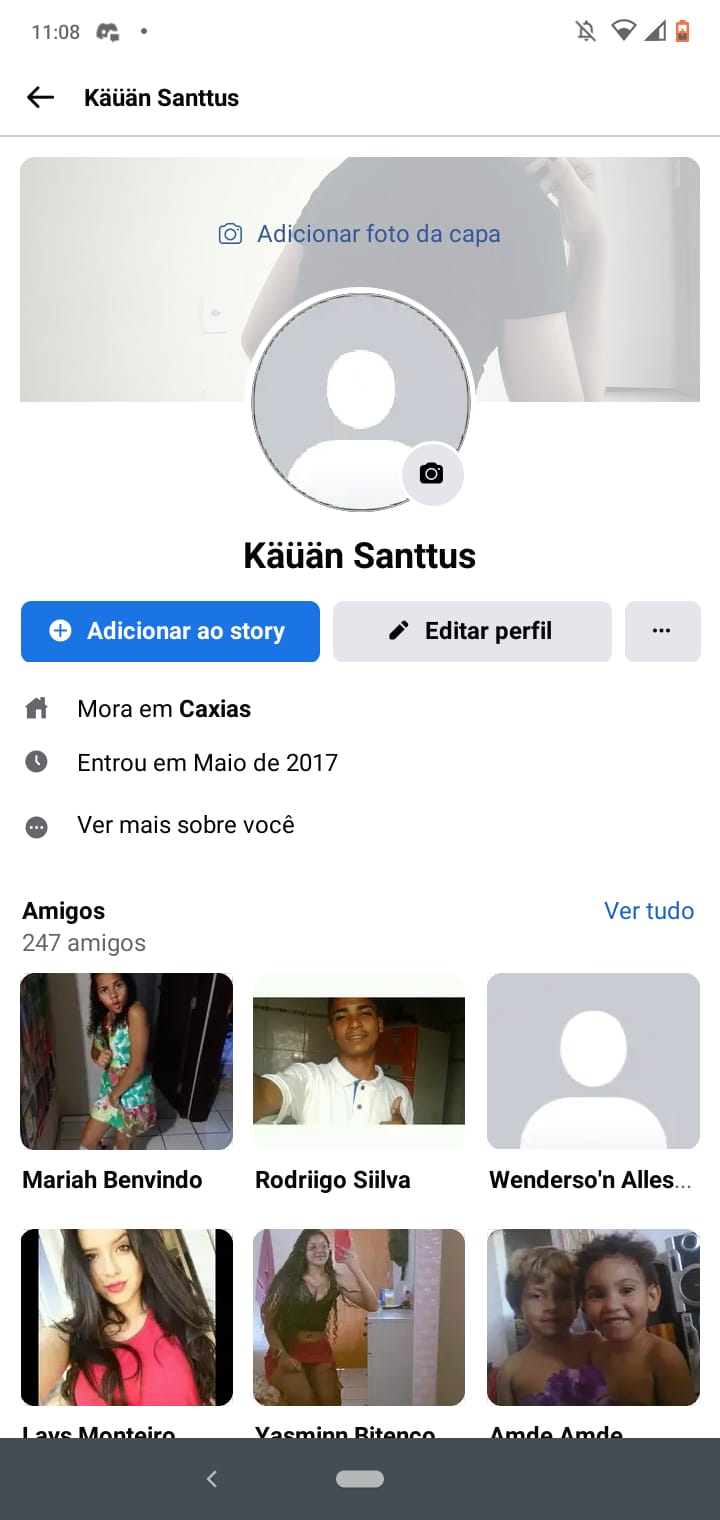 11:08
Käüän Santtus
Adicionar foto da capa
Käüän Santtus
Adicionar ao story
Editar perfil
Mora em Caxias
Entrou em Maio de 2017
Ver mais sobre você
Amigos
Ver tudo
247 amigos
Mariah Benvindo
Rodriigo Siilva
Wenderso'n Alles...
Lays Monteiro
Yasminn Bitenco
Amde Amde